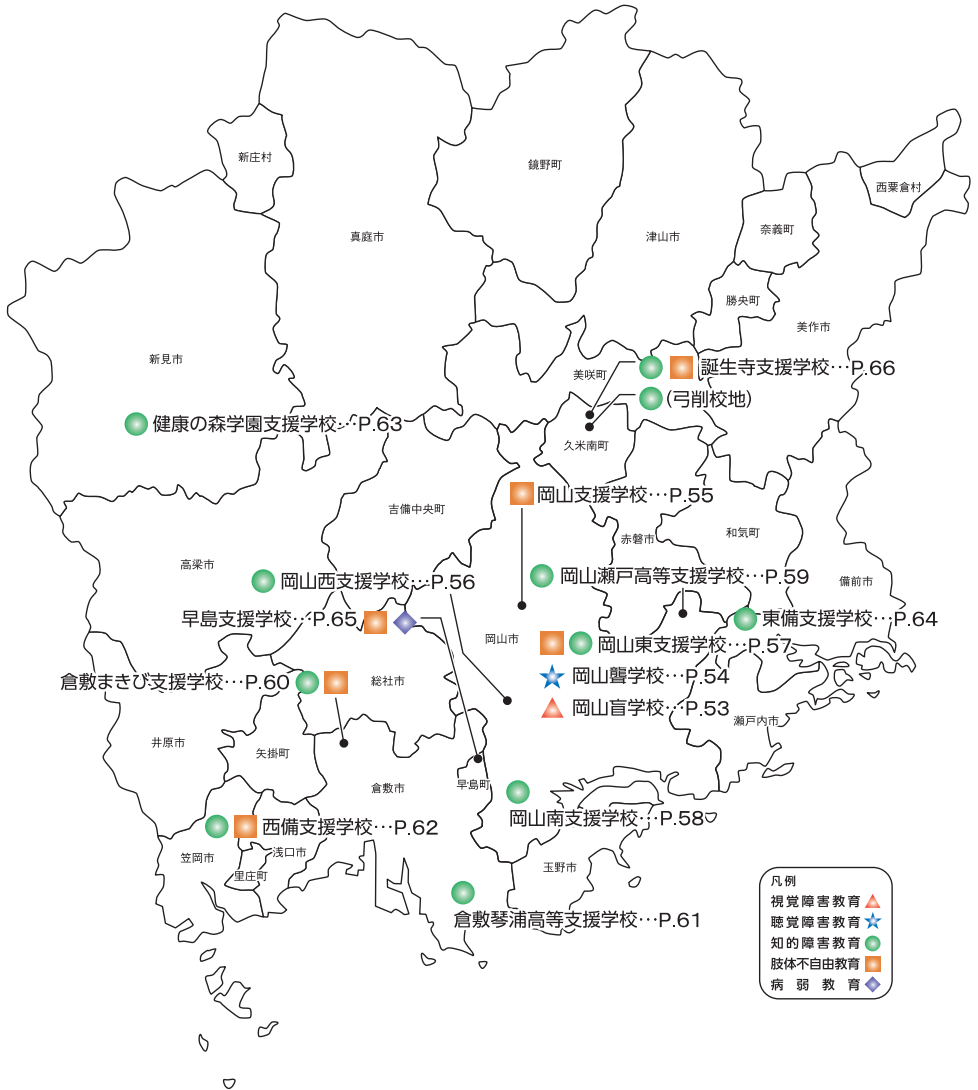 新庄村
鏡野町
西粟倉村
真庭市
津山市
奈義町
勝央町
美作市
新見市
美咲町
誕生寺支援学校…P.66
(弓削校地)
健康の森学園支援学校…P.63
久米南町
岡山支援学校…P.55
吉備中央町
赤磐市
和気町
高梁市
岡山西支援学校…P.56
岡山瀬戸高等支援学校…P.59
備前市
早島支援学校…P.65
東備支援学校…P.64
岡山市
岡山東支援学校…P.57
岡山聾学校…P.54
倉敷まきび支援学校…P.60
総社市
岡山盲学校…P.53
瀬戸内市
井原市
矢掛町
倉敷市
早島町
岡山南支援学校…P.58
西備支援学校…P.62
笠岡市
浅口市
里庄町
玉野市
倉敷琴浦高等支援学校…P.61
凡例
視覚障害教育
聴覚障害教育
知的障害教育
肢体不自由教育
病弱教育